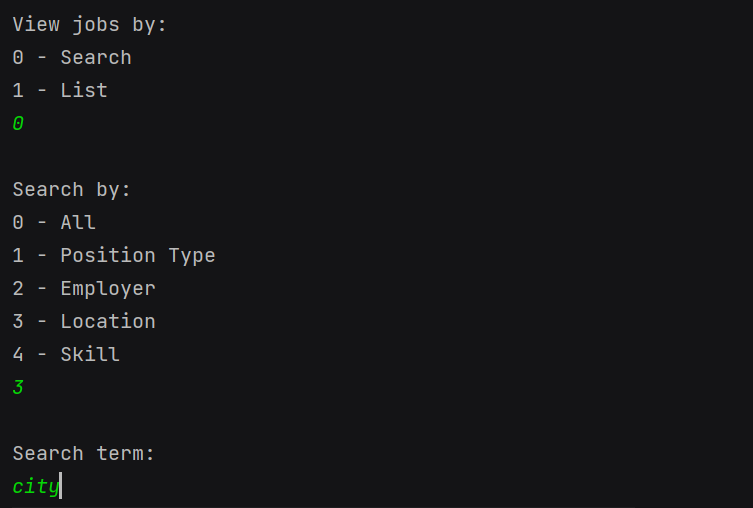 View jobs by:
0 - Search
1 - List
0
Search by:
0 - All
1 - Position Type
2 - Employer
3 - Location
4 - Skill
3
Search term:
city